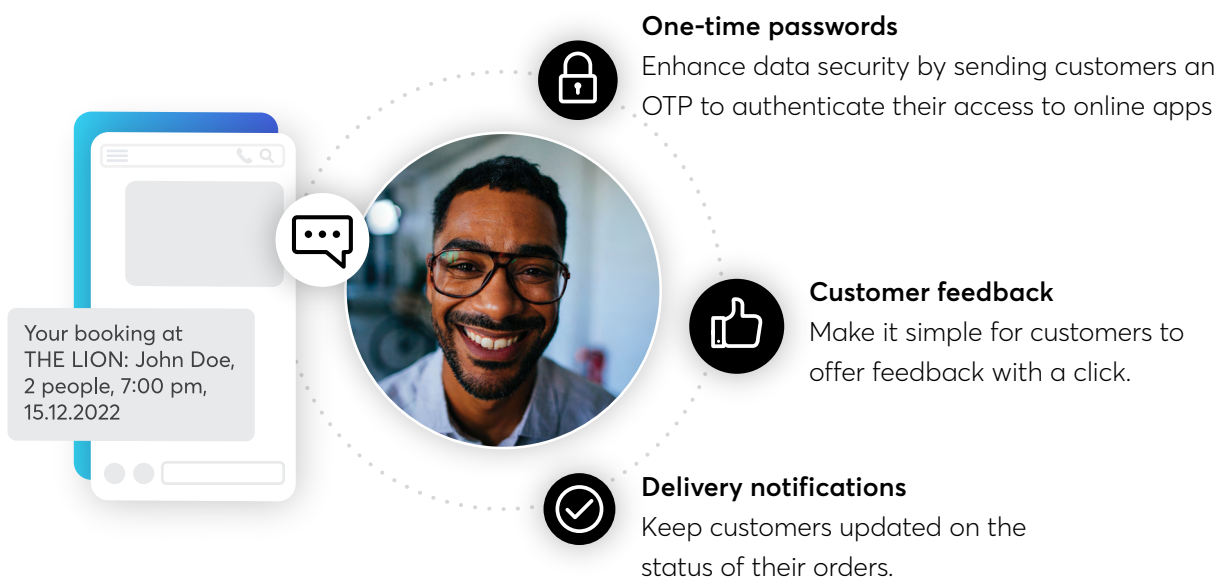 One-time passwords
Enhance data security by sending customers an
OTP to authenticate their access to online apps
Your booking at
THE LION: John Doe,
2 people, 7:00 pm,
15.12.2022
Customer feedback
Make it simple for customers to
offer feedback with a click.
Delivery notifications
Keep customers updated on the
status of their orders.